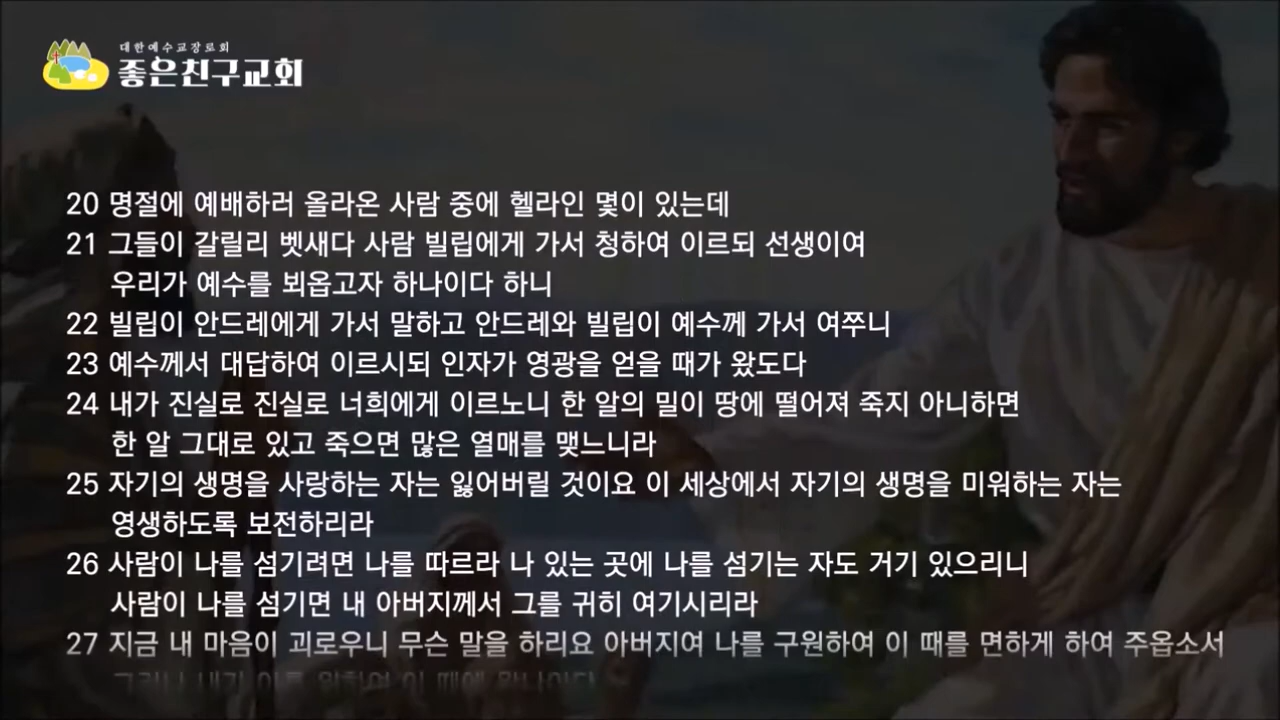 대한예수교장로회
좋은친구교회
20 명절에 예배하러 올라온 사람 중에 헬라인 몇이 있는데
21 그들이 갈릴리 벳새다 사람 빌립에게 가서 청하여 이르되 선생이여
우리가 예수를 뵈옵고자 하나이다 하니
22 빌립이 안드레에게 가서 말하고 안드레와 빌립이 예수께 가서 여쭈니
23 예수께서 대답하여 이르시되 인자가 영광을 얻을 때가 왔도다
24 내가 진실로 진실로 너희에게 이르노니 한 알의 밀이 땅에 떨어져 죽지 아니하면
한 알 그대로 있고 죽으면 많은 열매를 맺느니라
25 자기의 생명을 사랑하는 자는 잃어버릴 것이요 이 세상에서 자기의 생명을 미워하는 자는
영생하도록 보전하리라
26 사람이 나를 섬기려면 나를 따르라 나 있는 곳에 나를 섬기는 자도 거기 있으리니
사람이 나를 섬기면 내 아버지께서 그를 귀히 여기시리라
27 지금 내 마음이 괴로우니 무슨 말을 하리요 아버지여 나를 구원하여 이 때를 면하게 하여 주옵소서